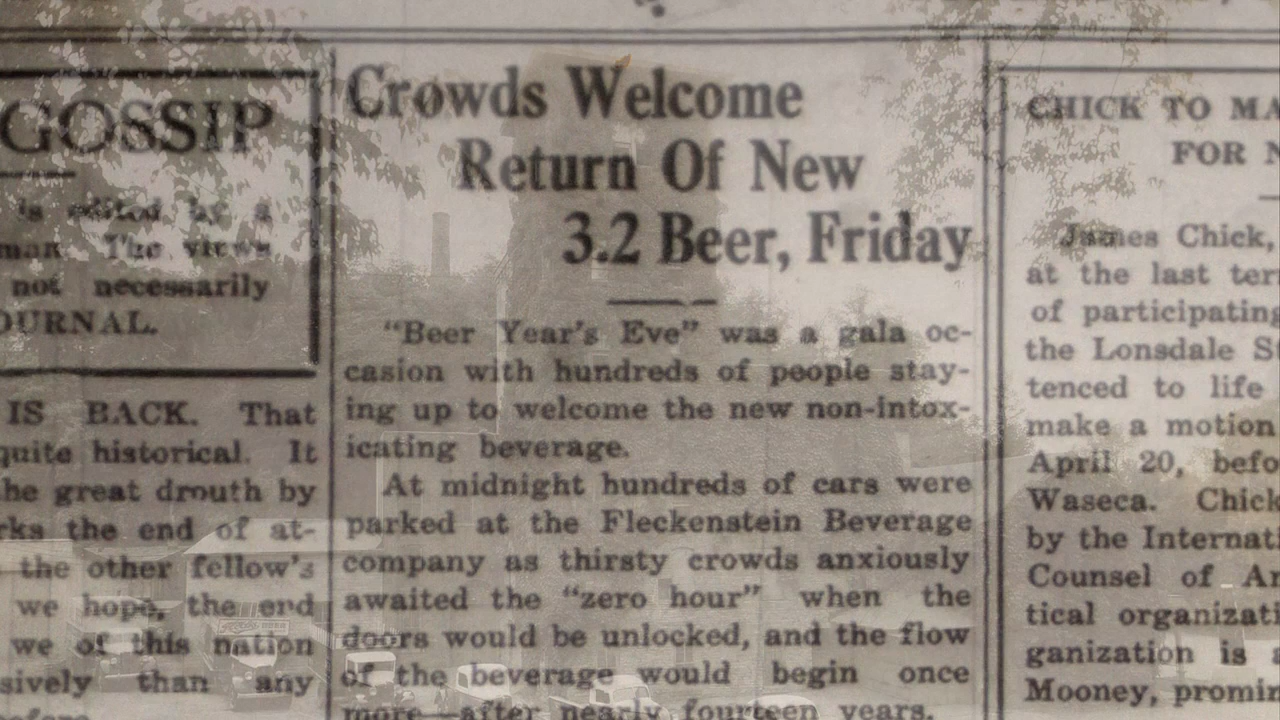 GOSSIP
is edited by a
man. The views
not necessarily
OURNAL.
IS BACK. That
quite historical. It
he great drouth by
rks the end of at-
the other fellow's
we hope, the end
we of this nation
sively than any
Crowds Welcome
Return Of New
3.2 Beer, Friday
"Beer Year's Eve" was a gala oc-
casion with hundreds of people stay-
ing up to welcome the new non-intox-
icating beverage.
At midnight hundreds of cars were
parked at the Fleckenstein Beverage
company as thirsty crowds anxiously
awaited the "zero hour" when the
doors would be unlocked, and the flow
of the beverage would begin once
more—after nearly fourteen years.
CHICK TO MA
FOR N
James Chick,
at the last ter
of participating
the Lonsdale S
tenced to life
make a motion
April 20, befo
Waseca. Chick
by the Internati
Counsel of Ar
tical organizati
ganization is a
Mooney, promin